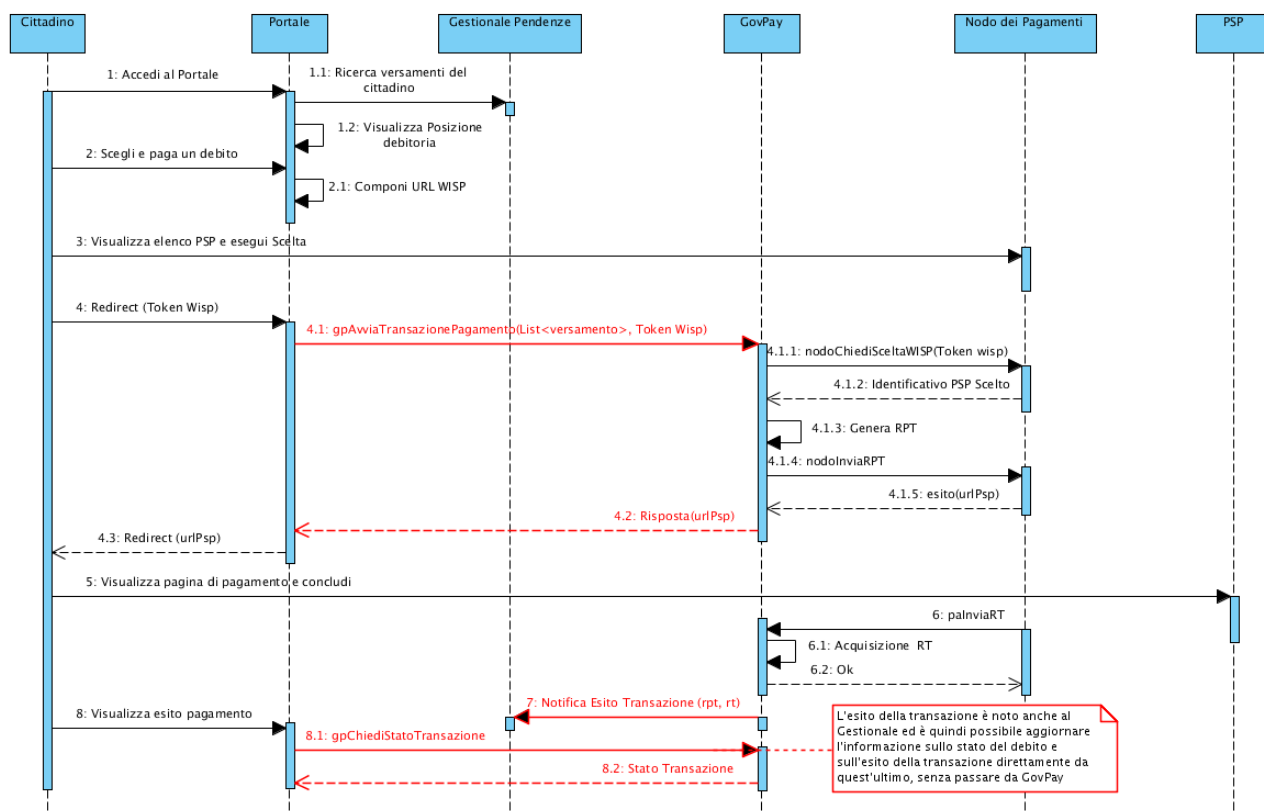 Cittadino
Portale
Gestionale Pendenze
GovPay
Nodo dei Pagamenti
PSP
1: Accedi al Portale
1.1: Ricerca versamenti del
cittadino
1.2: Visualizza Posizione
debitoria
2: Scegli e paga un debito
2.1: Componi URL WISP
3: Visualizza elenco PSP e esegui Scelta
4: Redirect (Token Wisp)
4.1: gpAvviaTransazionePagamento(List<versamento>, Token Wisp)
4.1.1: nodoChiediSceltaWISP(Token wisp)
4.1.2: Identificativo PSP Scelto
4.1.3: Genera RPT
4.1.4: nodoInviaRPT
4.1.5: esito(urlPsp)
4.2: Risposta(urlPsp)
4.3: Redirect (urlPsp)
5: Visualizza pagina di pagamento e concludi
6: paInviaRT
6.1: Acquisizione RT
6.2: Ok
7: Notifica Esito Transazione (rpt, rt)
8: Visualizza esito pagamento
8.1: gpChiediStatoTransazione
8.2: Stato Transazione
L'esito della transazione è noto anche al
Gestionale ed è quindi possibile aggiornare
l'informazione sullo stato del debito e
sull'esito della transazione direttamente da
quest'ultimo, senza passare da GovPay